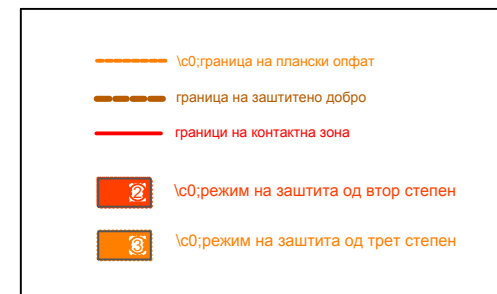 \c0;граница на плански опфат
граница на заштитено добро
граници на контактна зона
2 \c0;режим на заштита од втор степен
3 \c0;режим на заштита од трет степен